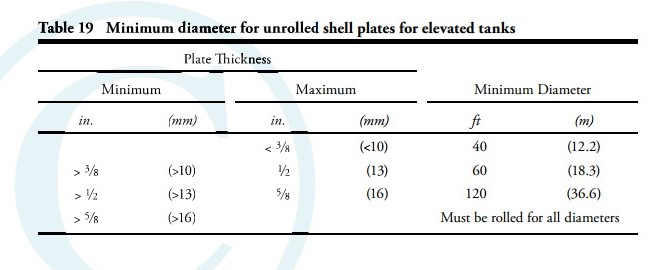 Table 19 Minimum diameter for unrolled shell plates for elevated tanks
Plate Thickness
Minimum Maximum Minimum Diameter
in. (mm) in. (mm) ft (m)
< 3/8 (<10) 40 (12.2)
> 3/8 (>10) 1/2 (13) 60 (18.3)
> 1/2 (>13) 5/8 (16) 120 (36.6)
> 5/8 (>16) Must be rolled for all diameters